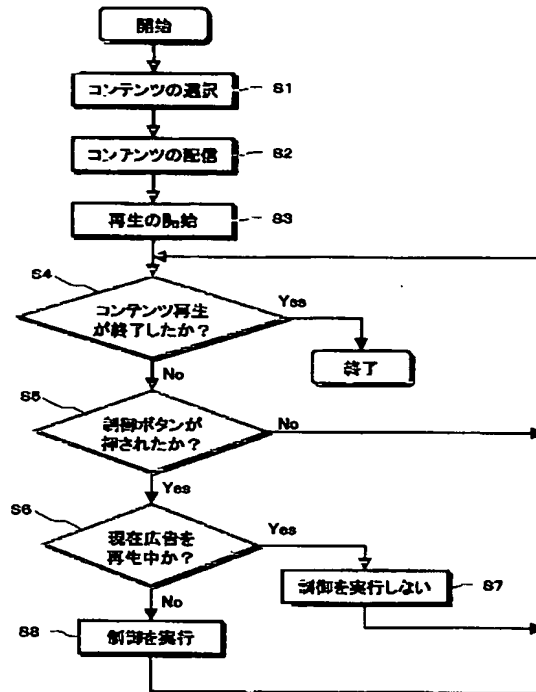 開始
コンテンツの選択
S1
コンテンツの配信
S2
再生の開始
S3
S4
コンテンツ再生
が終了したか？
Yes
終了
No
S5
制御ボタンが
押されたか？
No
Yes
S6
現在広告を
再生中か？
Yes
制御を実行しない
S7
No
S8
制御を実行